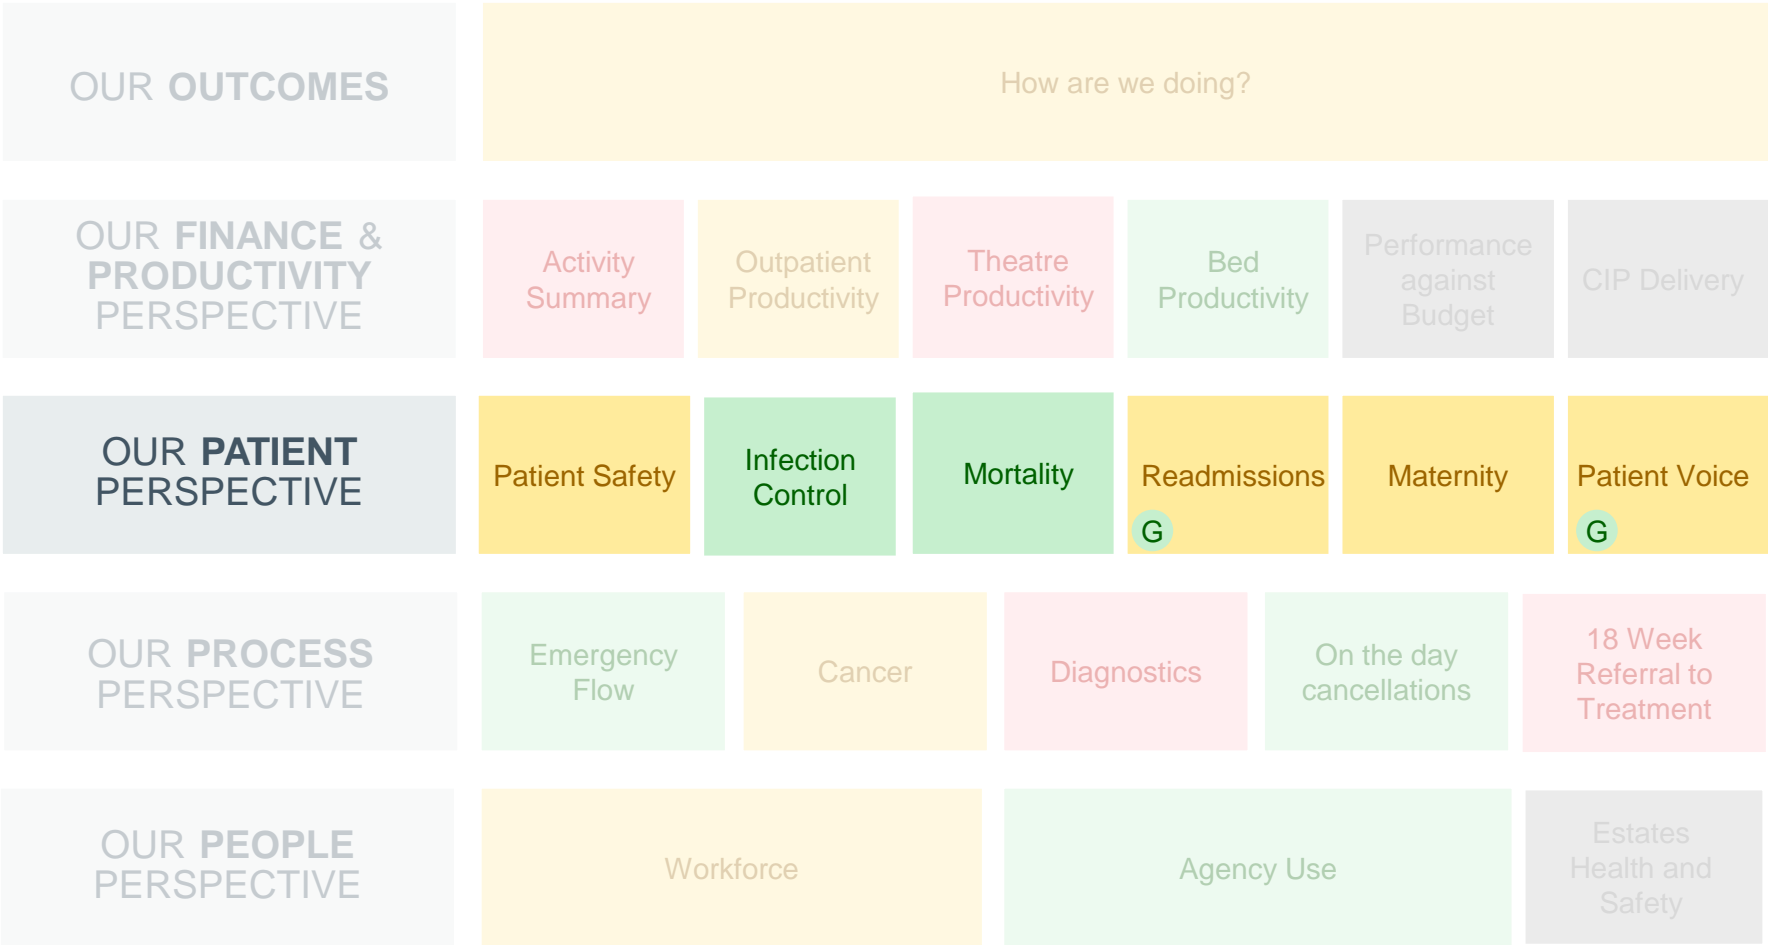 OUR OUTCOMES
How are we doing?
OUR FINANCE &
PRODUCTIVITY
PERSPECTIVE
Activity
Summary
Outpatient
Productivity
Theatre
Productivity
Bed
Productivity
Performance
against
Budget
CIP Delivery
OUR PATIENT
PERSPECTIVE
Patient Safety
Infection
Control
Mortality
Readmissions
G
Maternity
Patient Voice
G
OUR PROCESS
PERSPECTIVE
Emergency
Flow
Cancer
Diagnostics
On the day
cancellations
18 Week
Referral to
Treatment
OUR PEOPLE
PERSPECTIVE
Workforce
Agency Use
Estates
Health and
Safety